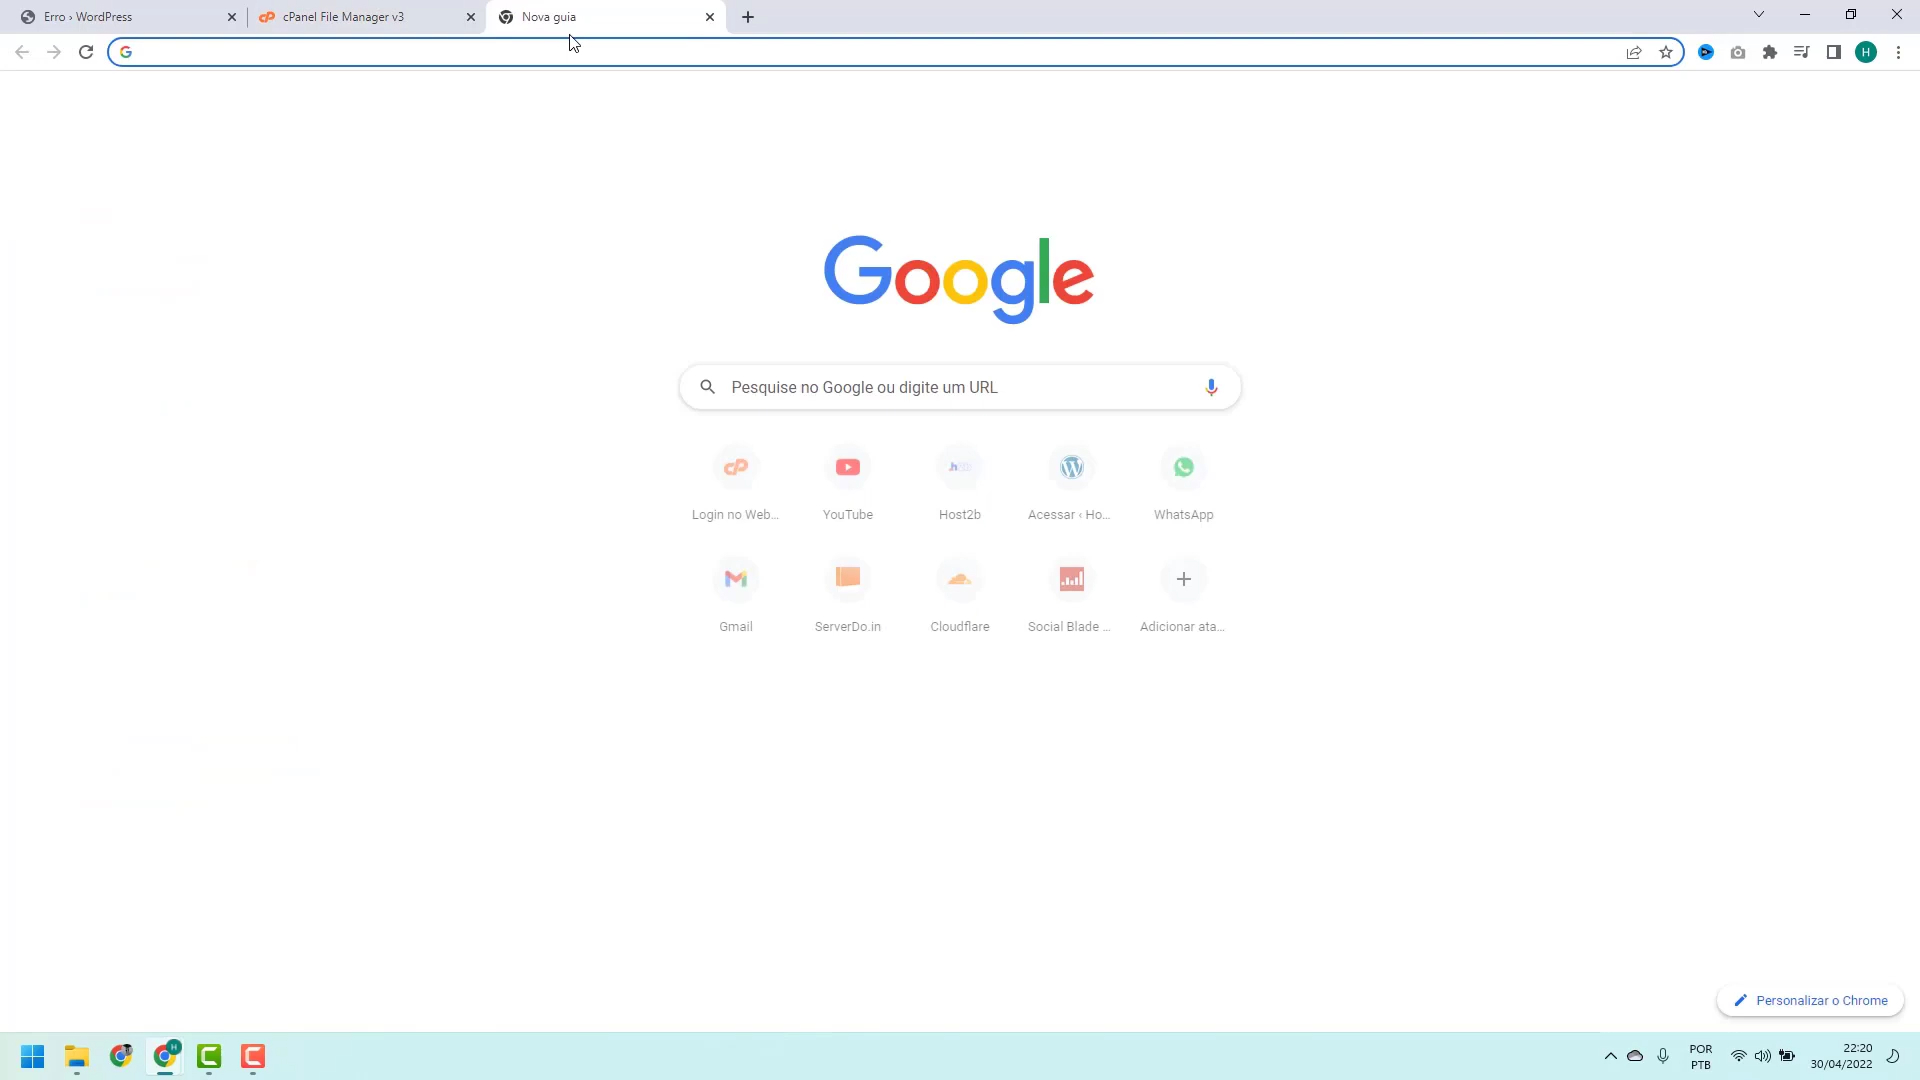 Erro › WordPress
cPanel File Manager v3
Nova guia
H
Google
Pesquise no Google ou digite um URL
Login no Web...
YouTube
Host2b
Acessar ‹ Ho...
WhatsApp
Gmail
ServerDo.in
Cloudflare
Social Blade ...
Adicionar ata...
Personalizar o Chrome
H
POR
PTB
22:20
30/04/2022